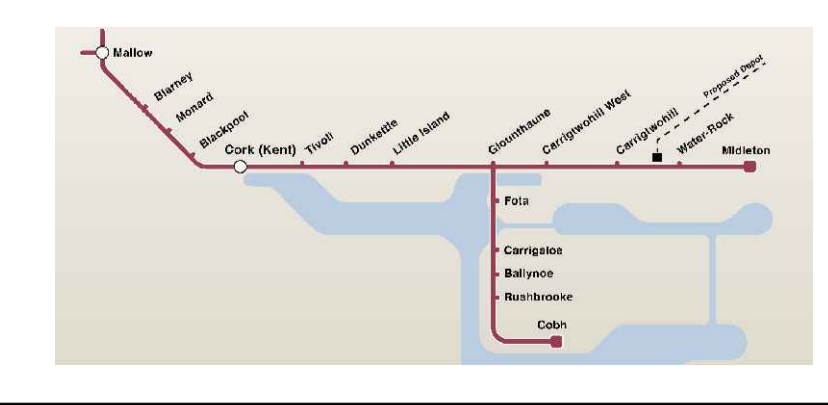 Mallow
Blarney
Monard
Blackpool
Cork (Kent)
Tivoli
Dunkettle
Little Island
Glounthaune
Carrigtwohill West
Carrigtwohill
Proposed Depot
Water-Rock
Midleton
Fota
Carrigaloe
Ballynoe
Rushbrooke
Cobh